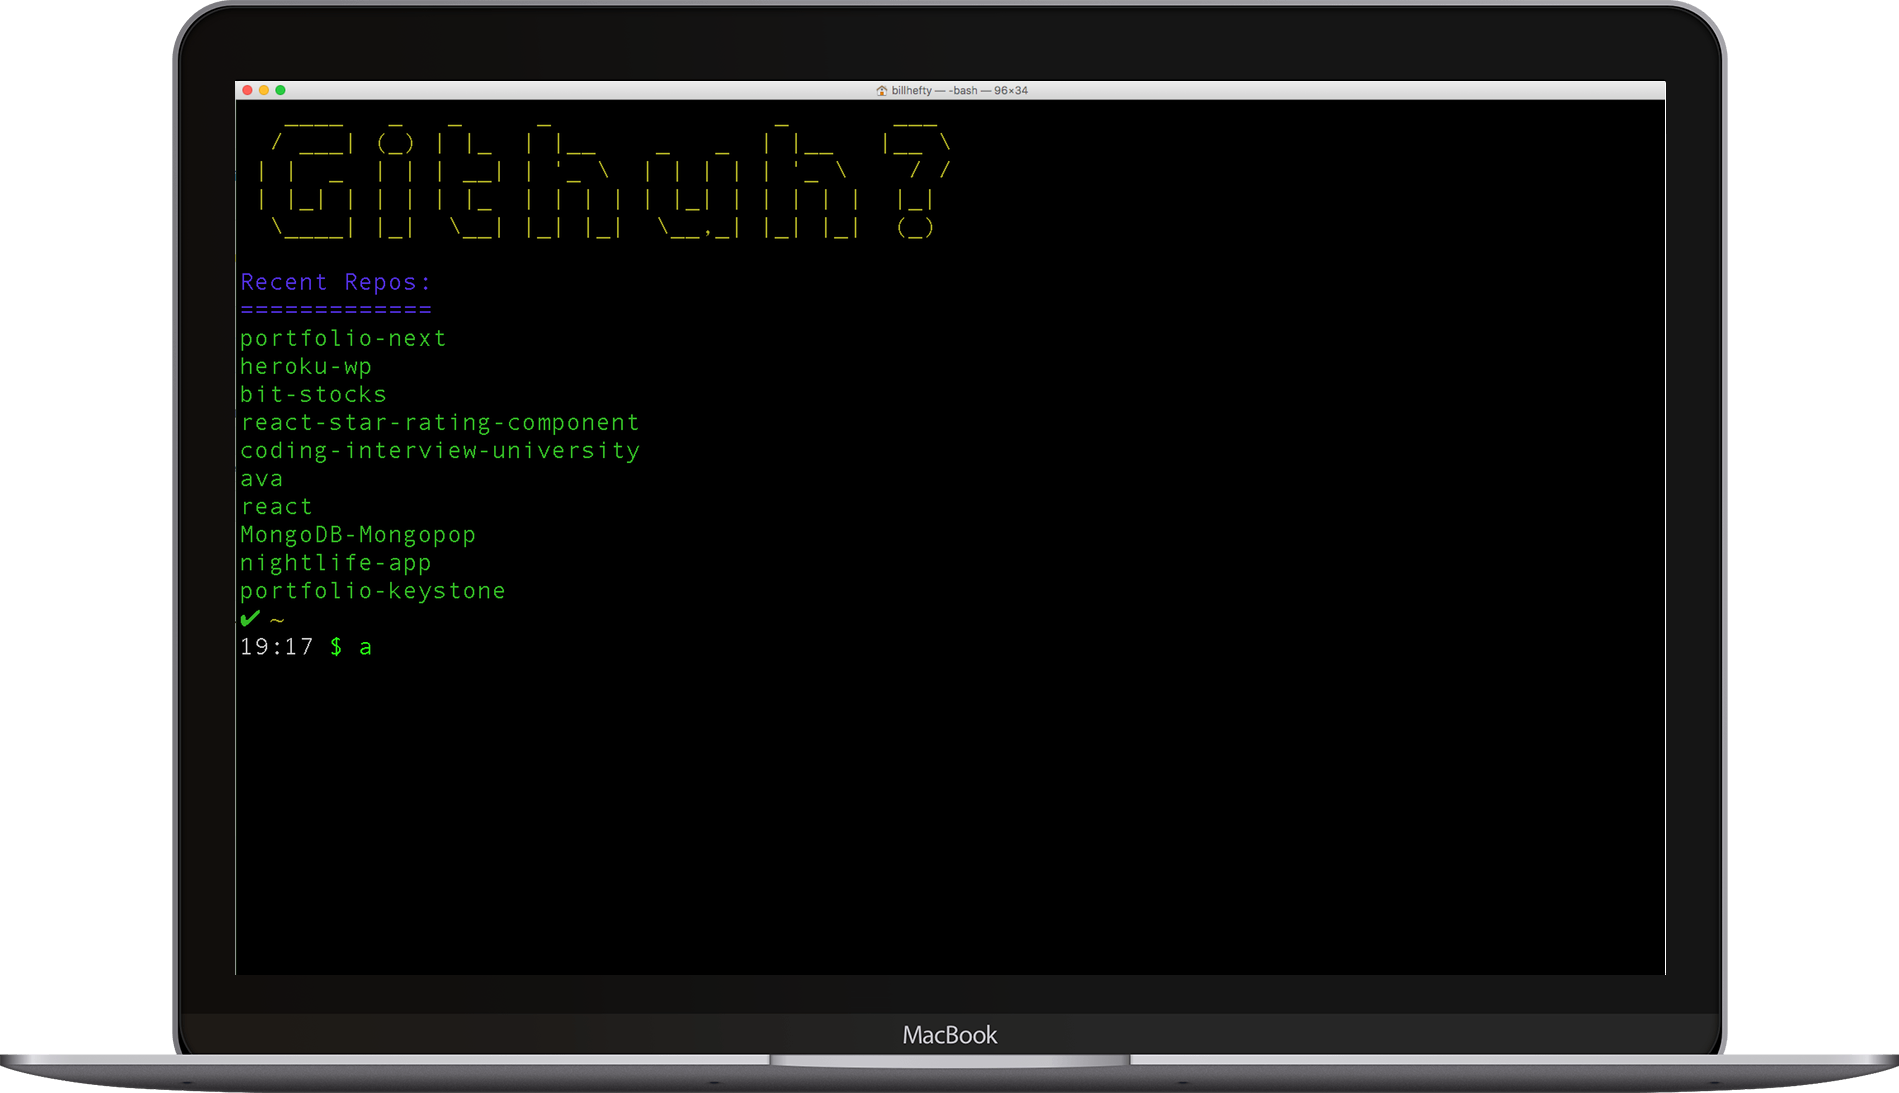 billhefty — -bash — 96×34
Githuh?
Recent Repos:
=============
portfolio-next
heroku-wp
bit-stocks
react-star-rating-component
coding-interview-university
ava
react
MongoDB-Mongopop
nightlife-app
portfolio-keystone
✔ ~
19:17 $ a
MacBook